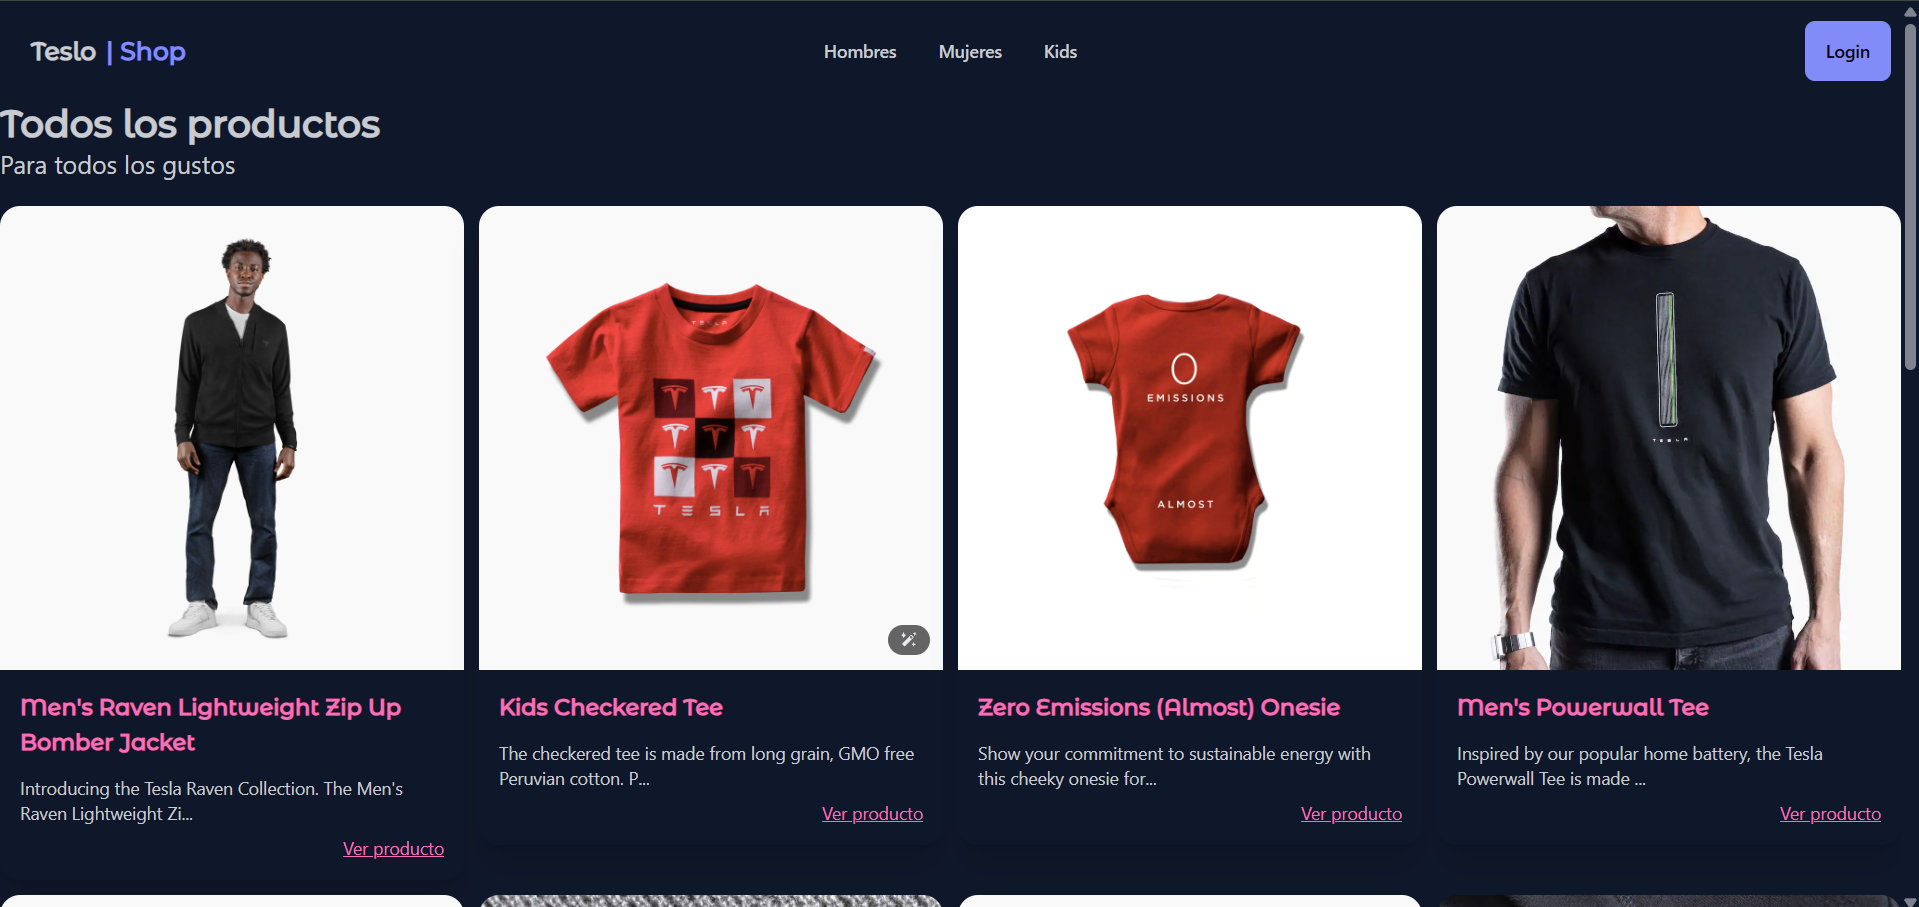 Teslo | Shop
Hombres Mujeres Kids
Login
Todos los productos
Para todos los gustos
TESLA
TESLA
O
EMISSIONS
ALMOST
TESLA
Men's Raven Lightweight Zip Up
Bomber Jacket
Introducing the Tesla Raven Collection. The Men's
Raven Lightweight Zi...
Ver producto
Kids Checkered Tee
The checkered tee is made from long grain, GMO free
Peruvian cotton. P...
Ver producto
Zero Emissions (Almost) Onesie
Show your commitment to sustainable energy with
this cheeky onesie for...
Ver producto
Men's Powerwall Tee
Inspired by our popular home battery, the Tesla
Powerwall Tee is made ...
Ver producto